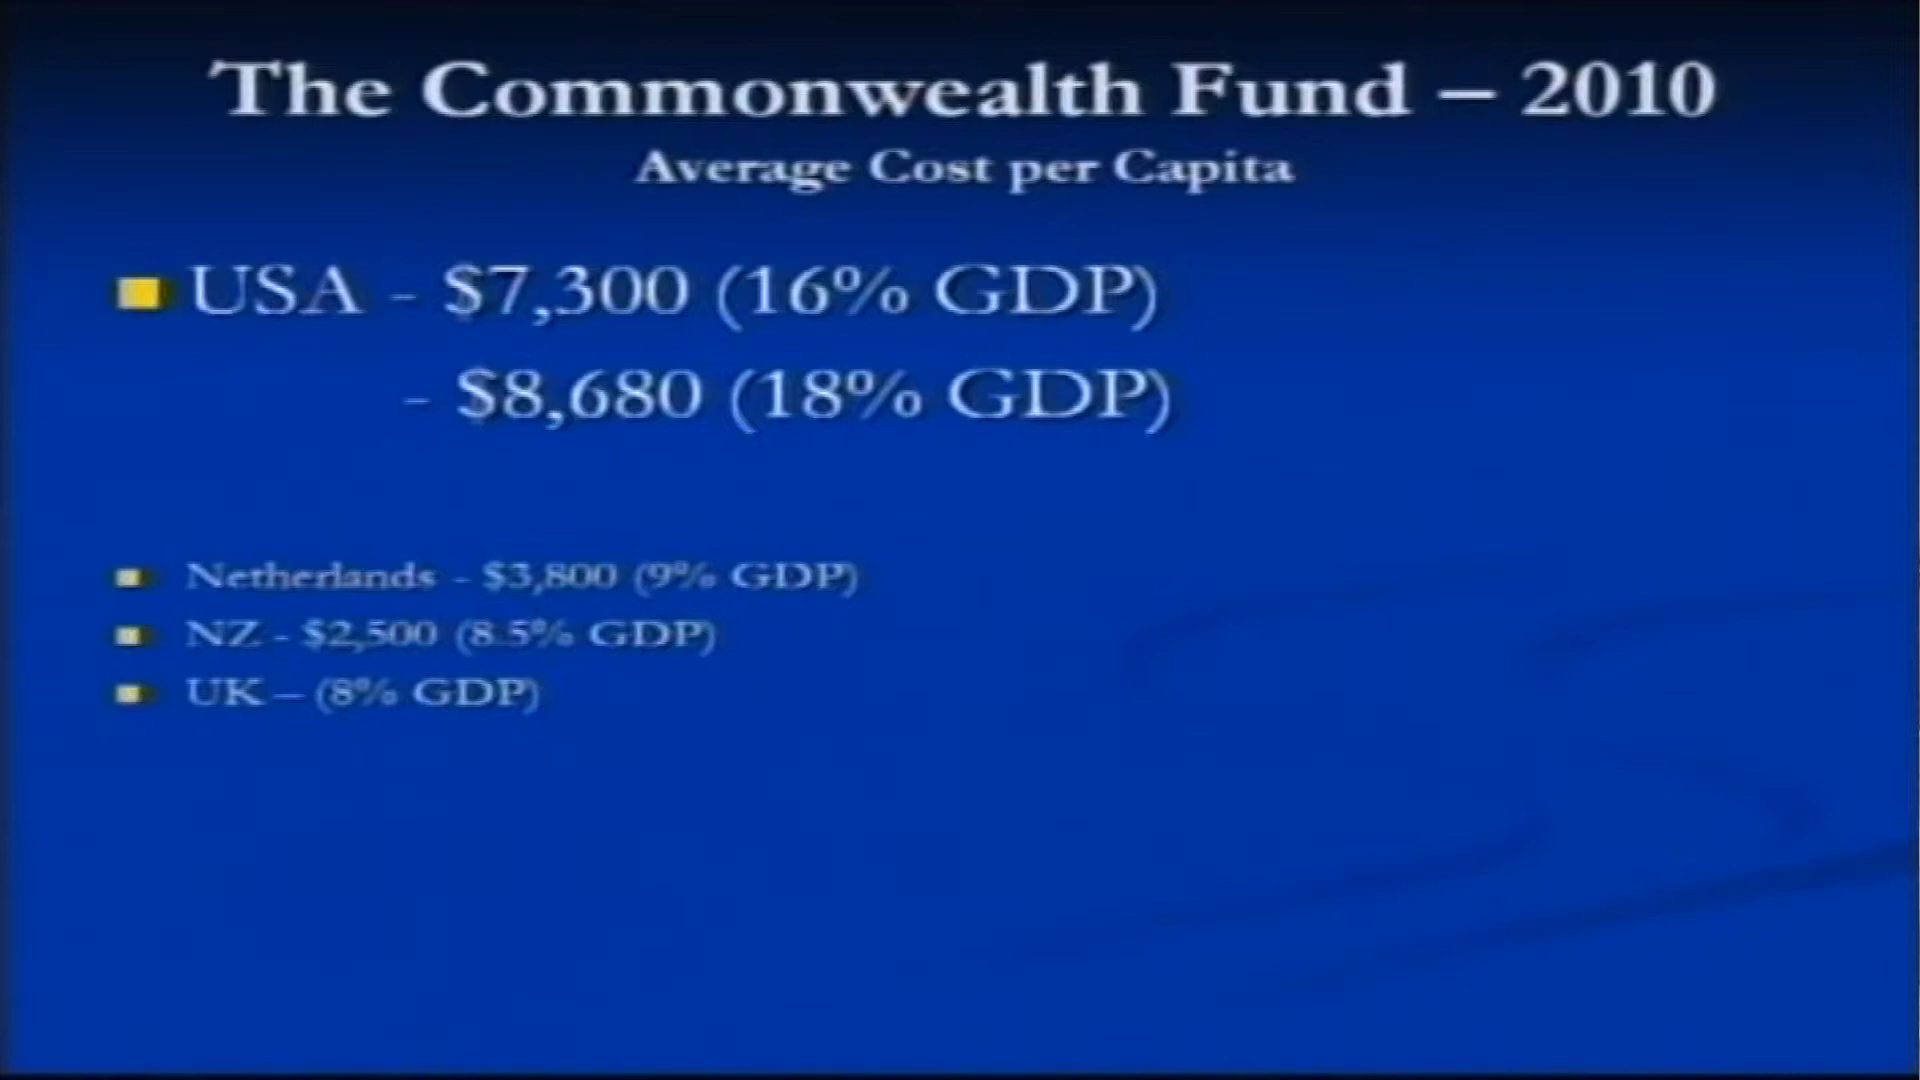 The Commonwealth Fund – 2010
Average Cost per Capita
USA - $7,300 (16% GDP)
- $8,680 (18% GDP)
Netherlands - $3,800 (9% GDP)
NZ - $2,500 (8.5% GDP)
UK – (8% GDP)